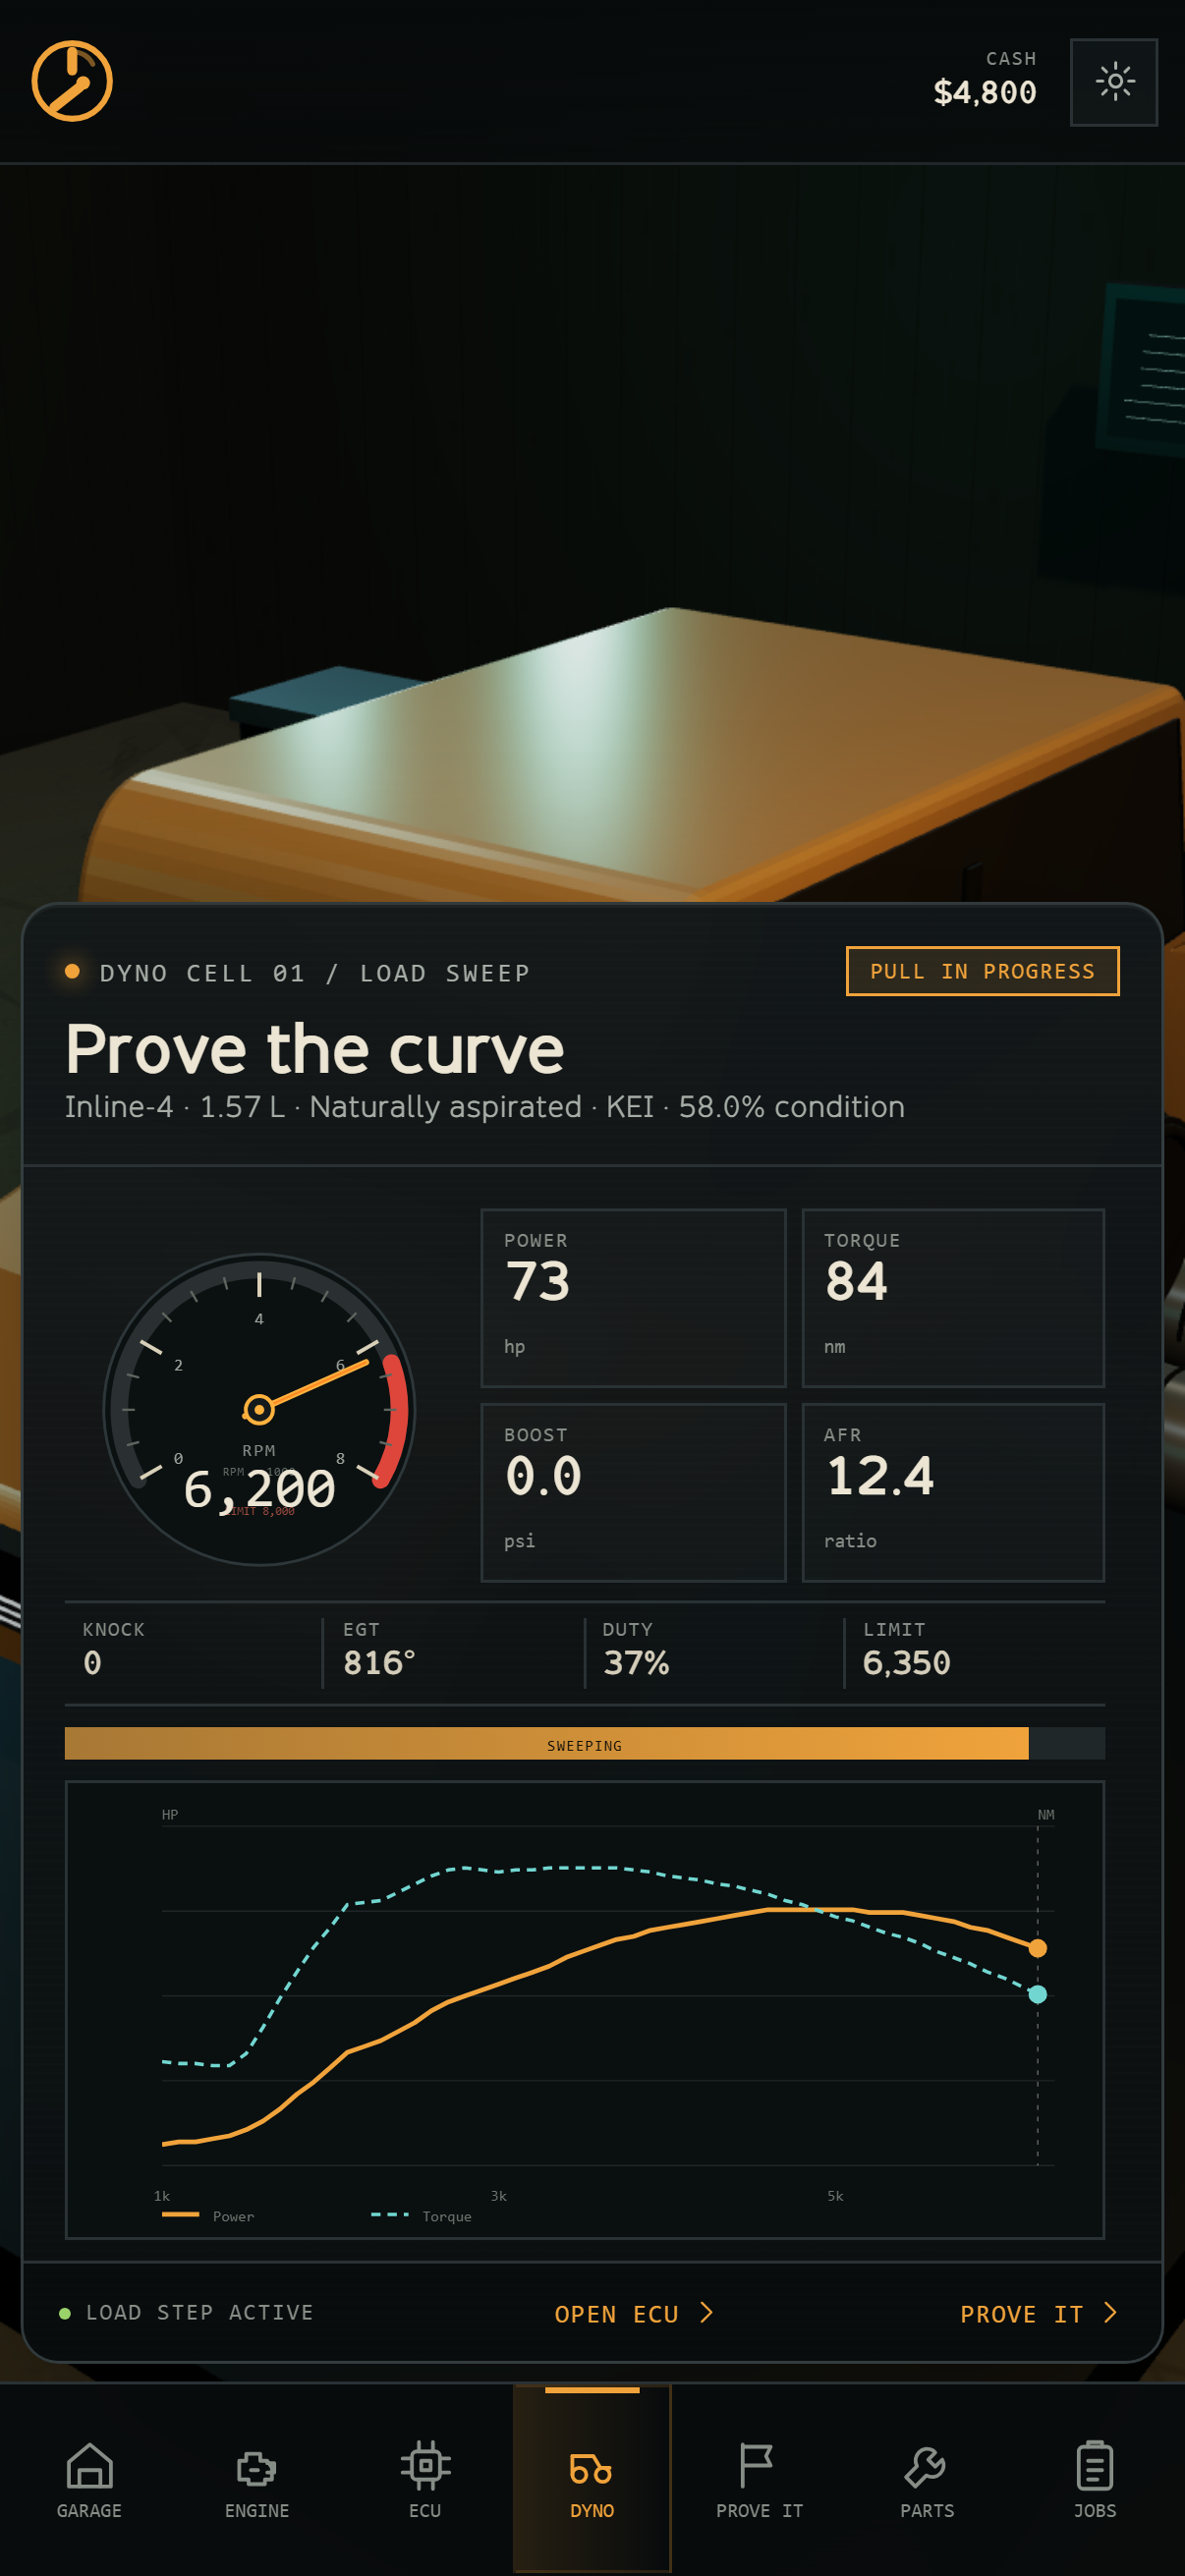 CASH
$4,800
DYNO CELL 01 / LOAD SWEEP
PULL IN PROGRESS
Prove the curve
Inline-4 · 1.57 L · Naturally aspirated · KEI · 58.0% condition
0
2
4
6
8
RPM
6,200
LIMIT 8,000
POWER
73
hp
TORQUE
84
nm
BOOST
0.0
psi
AFR
12.4
ratio
KNOCK
0
EGT
816°
DUTY
37%
LIMIT
6,350
SWEEPING
HP
NM
1k
3k
5k
Power
Torque
LOAD STEP ACTIVE
OPEN ECU
PROVE IT
GARAGE
ENGINE
ECU
DYNO
PROVE IT
PARTS
JOBS